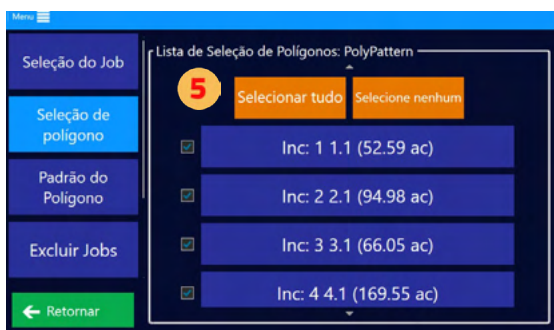 Menu
Seleção do Job
Seleção de
polígono
Padrão do
Polígono
Excluir Jobs
Retornar
Lista de Seleção de Polígonos: PolyPattern
5
Selecionar tudo
Selecione nenhum
Inc: 1 1.1 (52.59 ac)
Inc: 2 2.1 (94.98 ac)
Inc: 3 3.1 (66.05 ac)
Inc: 4 4.1 (169.55 ac)